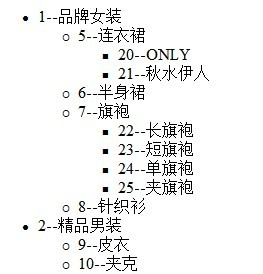 1--品牌女装
5--连衣裙
20--ONLY
21--秋水伊人
6--半身裙
7--旗袍
22--长旗袍
23--短旗袍
24--单旗袍
25--夹旗袍
8--针织衫
2--精品男装
9--皮衣
10--夹克